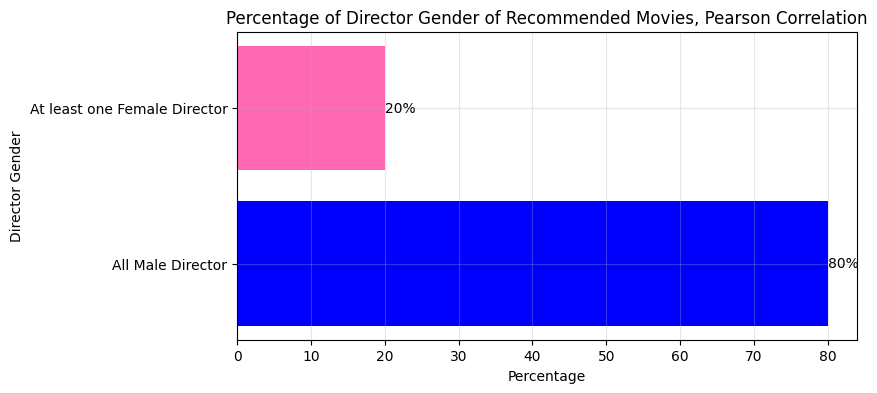 Percentage of Director Gender of Recommended Movies, Pearson Correlation
Director Gender
At least one Female Director
20%
All Male Director
80%
0 10 20 30 40 50 60 70 80
Percentage